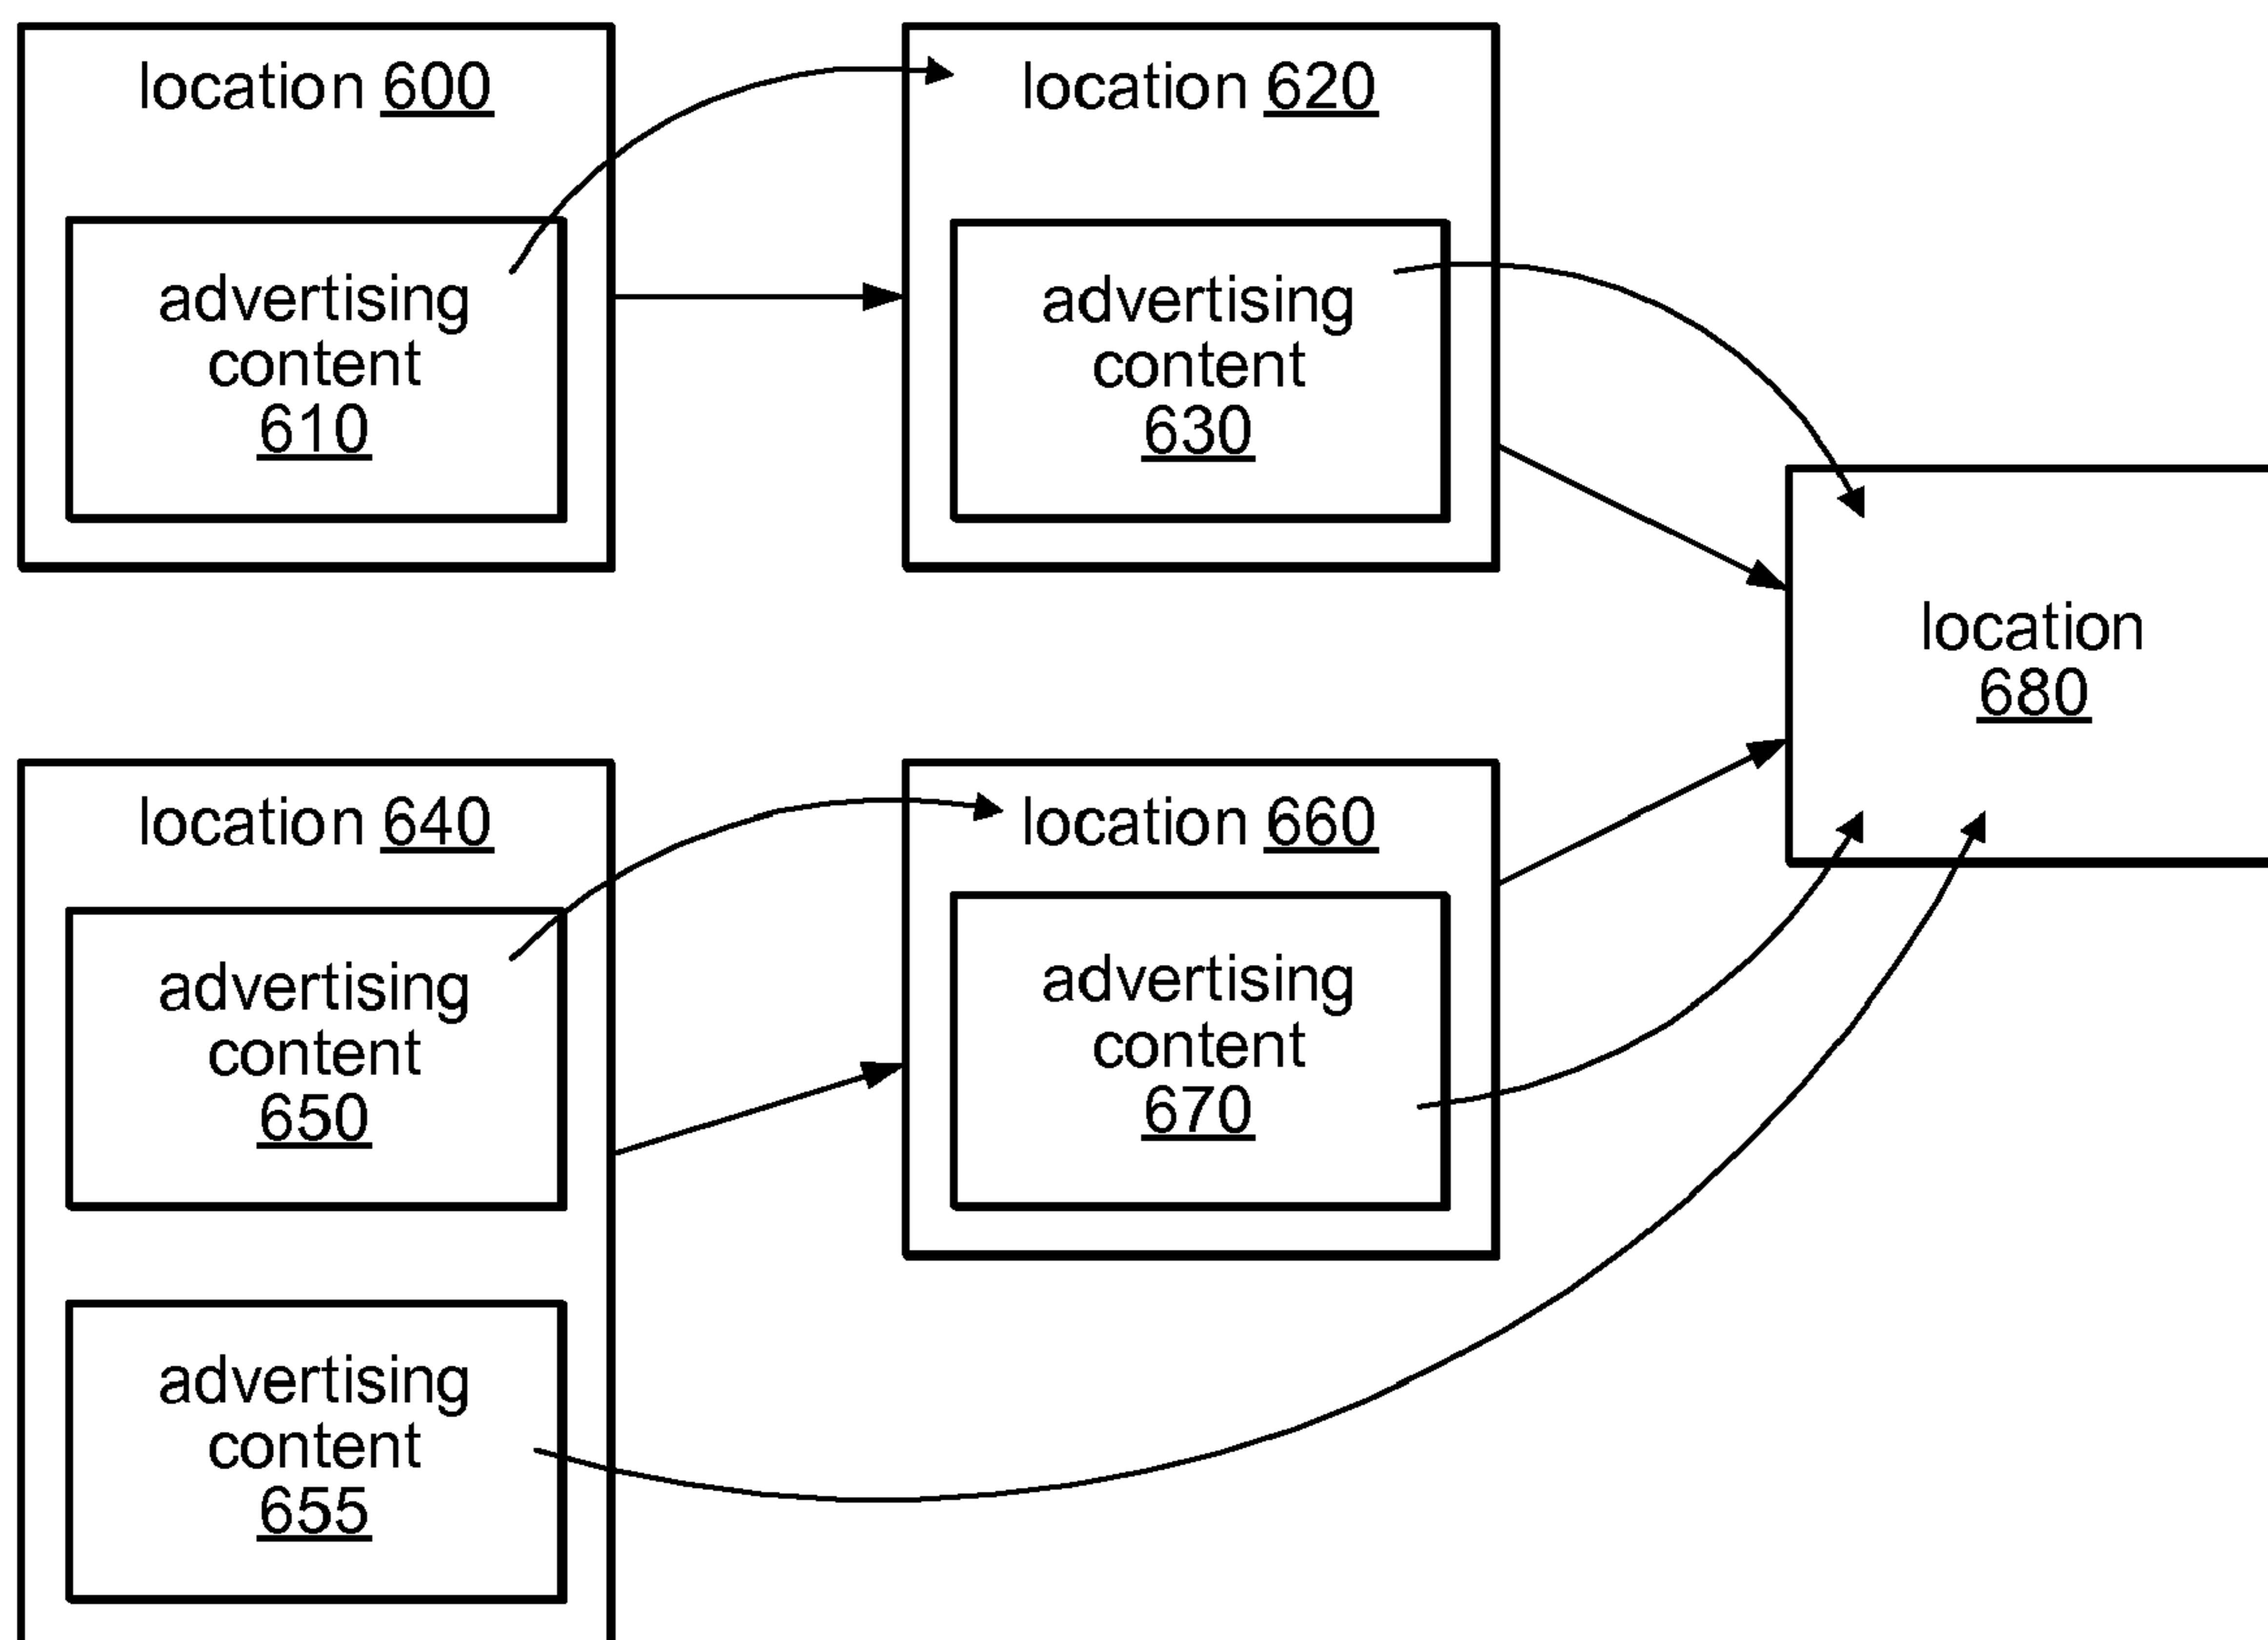 location 600
advertising
content
610
location 620
advertising
content
630
location
680
location 640
advertising
content
650
advertising
content
655
location 660
advertising
content
670